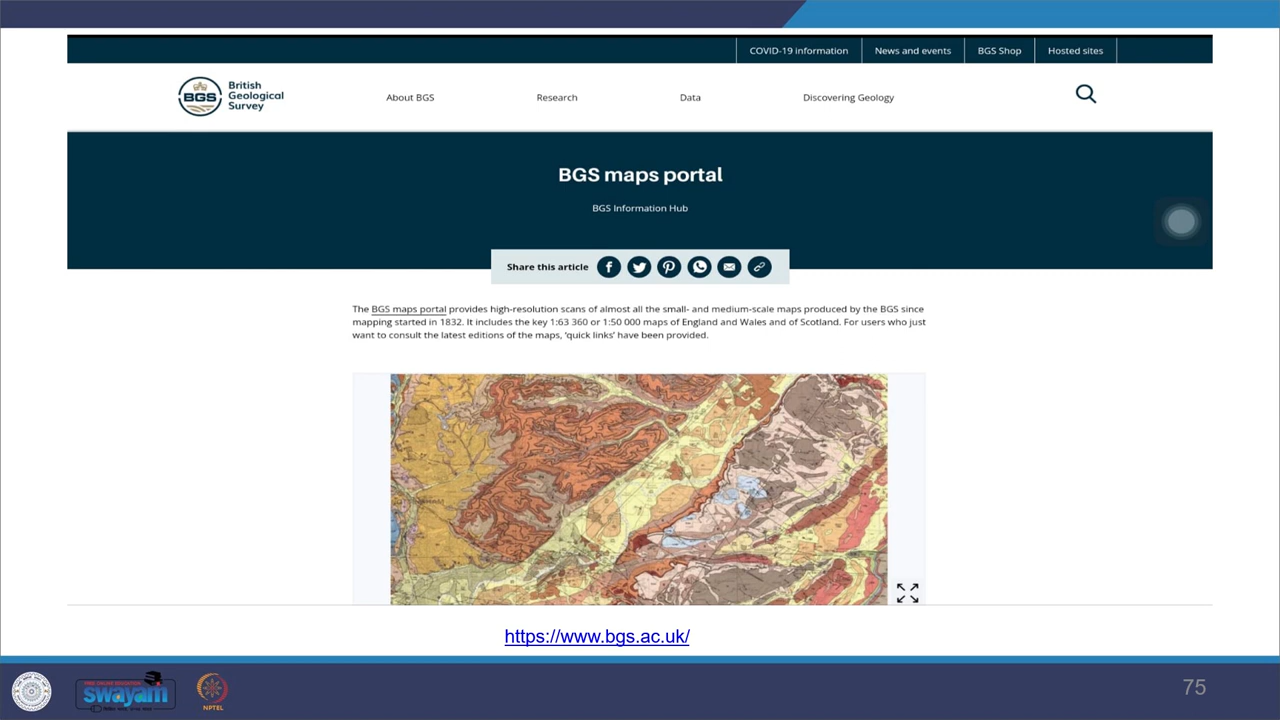 COVID-19 information
News and events
BGS Shop
Hosted sites
BGS
British
Geological
Survey
About BGS
Research
Data
Discovering Geology
BGS maps portal
BGS Information Hub
Share this article
The BGS maps portal provides high-resolution scans of almost all the small- and medium-scale maps produced by the BGS since
mapping started in 1832. It includes the key 1:63 360 or 1:50 000 maps of England and Wales and of Scotland. For users who just
want to consult the latest editions of the maps, ‘quick links’ have been provided.
https://www.bgs.ac.uk/
FREE ONLINE EDUCATION
swayam
NPTEL
75